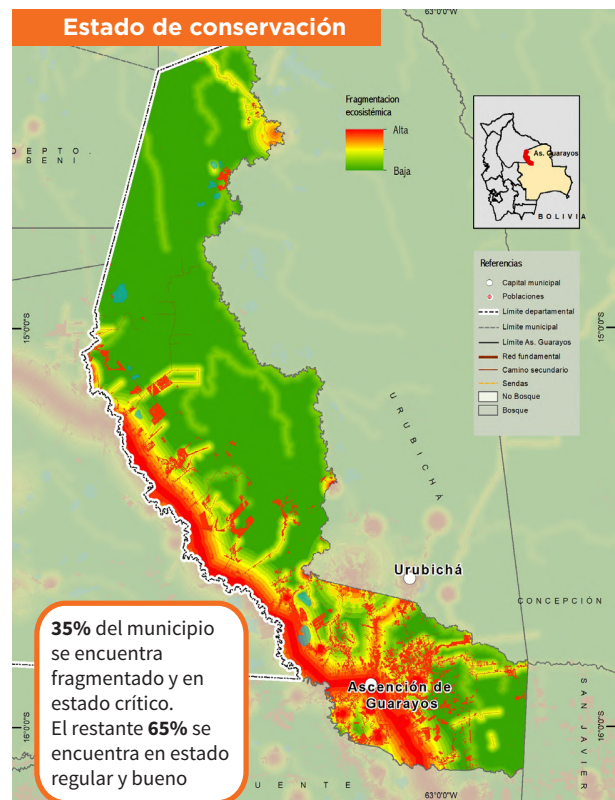 Estado de conservación
63°0'0"W
Fragmentacion
ecosistémica
Alta
Baja
DEPTO
BENI
As. Guarayos
BOLIVIA
Referencias
Capital municipal
Poblaciones
Límite departamental
Límite municipal
Límite As. Guarayos
Red fundamental
Camino secundario
Sendas
No Bosque
Bosque
15°0'0"S
15°0'0"S
URUBICHÁ
Urubichá
CONCEPCIÓN
35% del municipio
se encuentra
fragmentado y en
estado crítico.
El restante 65% se
encuentra en estado
regular y bueno
Ascención de
Guarayos
SAN JAVIER
16°0'0"S
16°0'0"S
UENTE
63°0'0"W